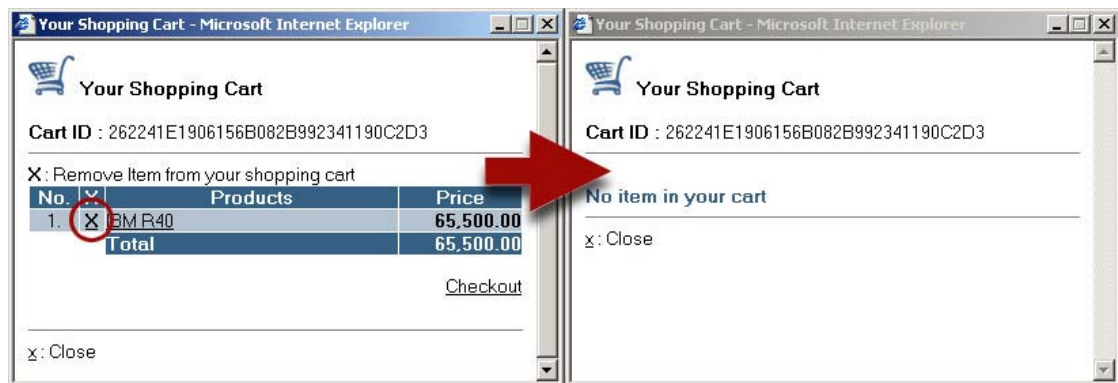 Your Shopping Cart - Microsoft Internet Explorer
Your Shopping Cart
Cart ID : 262241E1906156B082B992341190C2D3
X : Remove Item from your shopping cart
No. X Products Price
1. X IBM R40 65,500.00
Total 65,500.00
Checkout
x : Close
Your Shopping Cart - Microsoft Internet Explorer
Your Shopping Cart
Cart ID : 262241E1906156B082B992341190C2D3
No item in your cart
x : Close